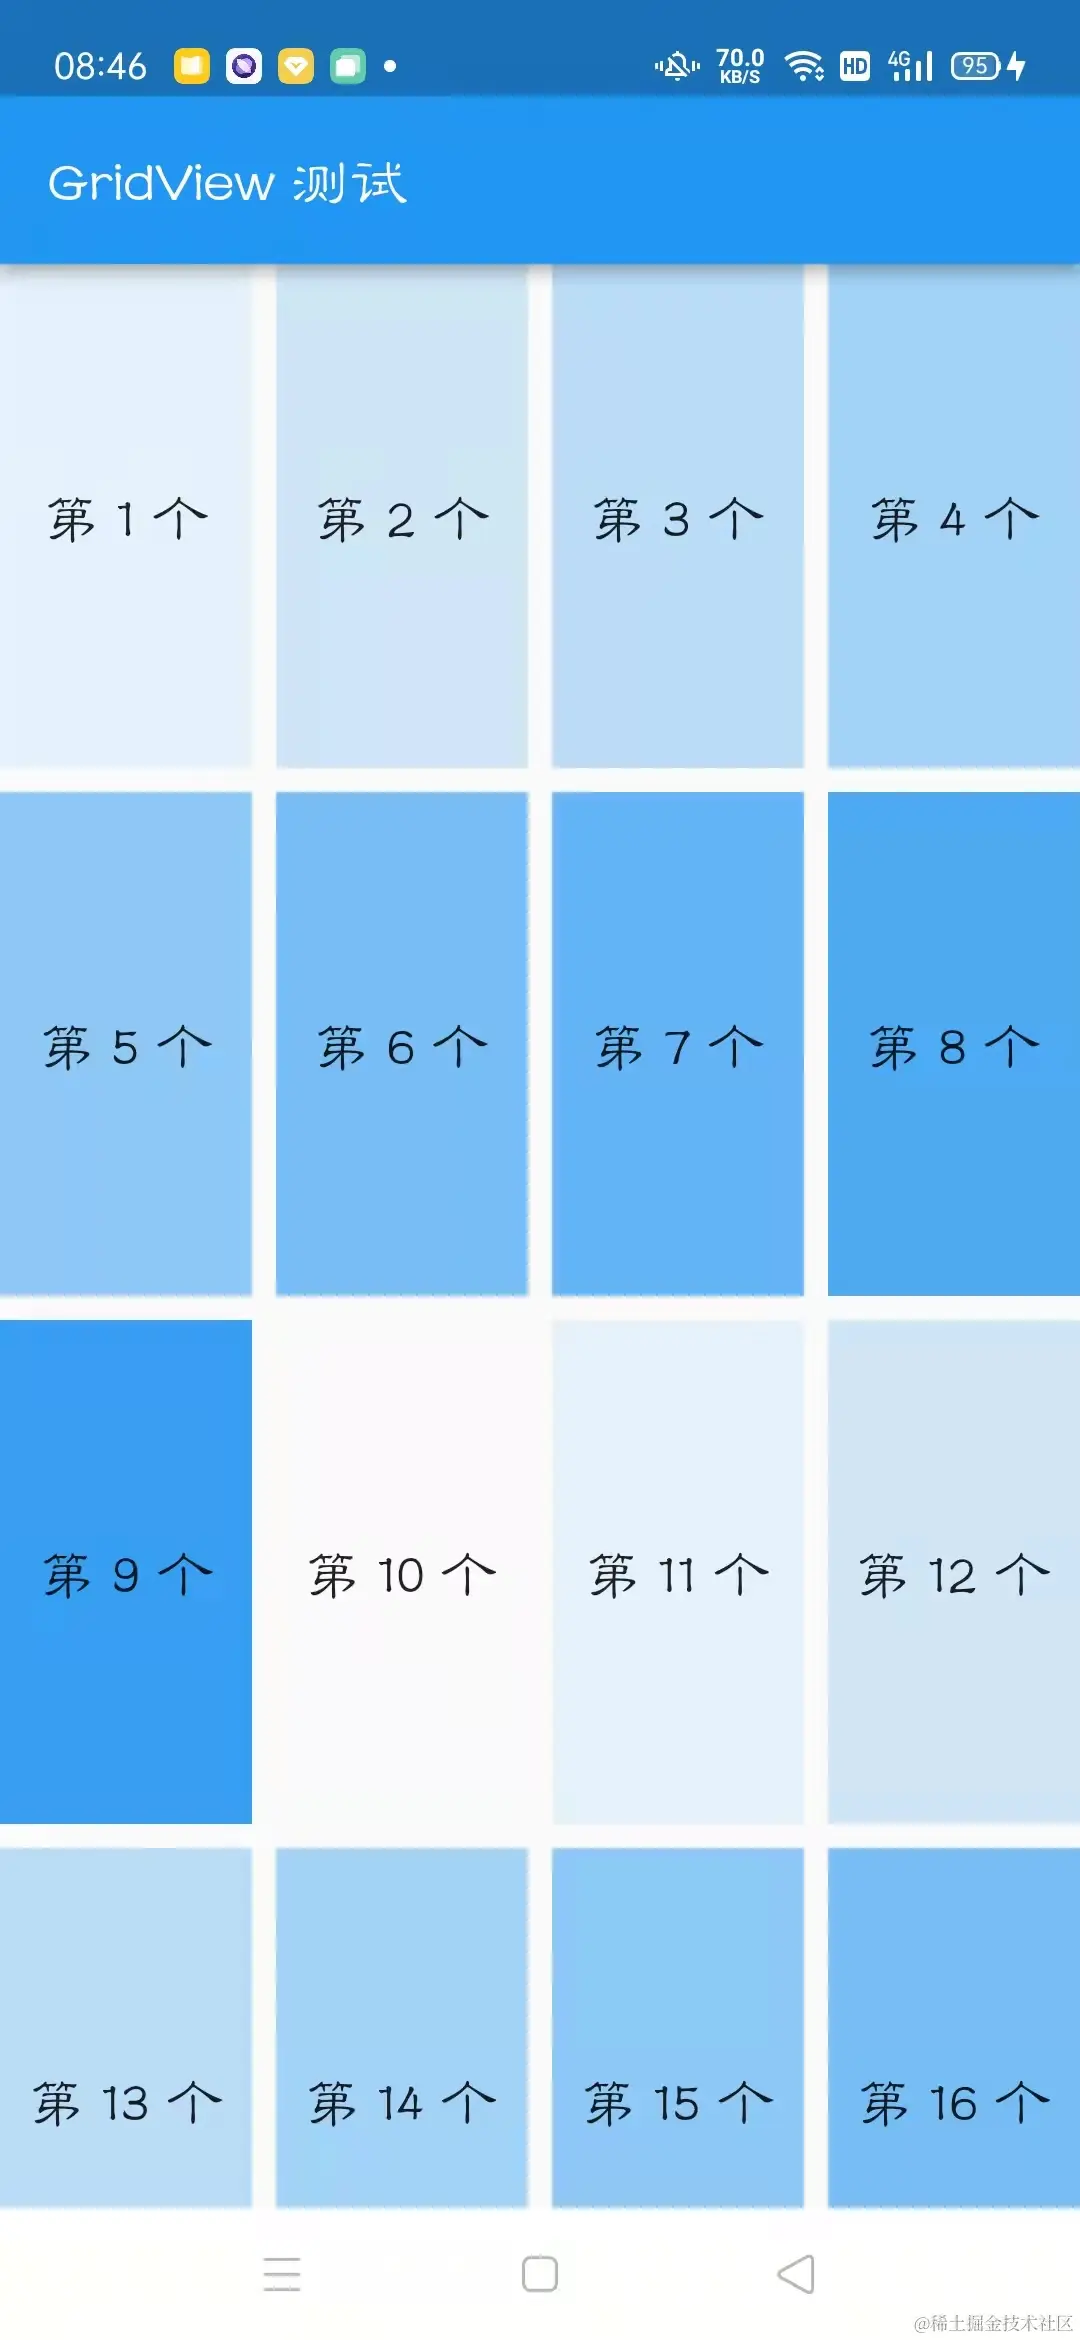 08:46 70.0 KB/S HD 4G 95
GridView 测试
第 1 个 第 2 个 第 3 个 第 4 个
第 5 个 第 6 个 第 7 个 第 8 个
第 9 个 第 10 个 第 11 个 第 12 个
第 13 个 第 14 个 第 15 个 第 16 个
@稀土掘金技术社区